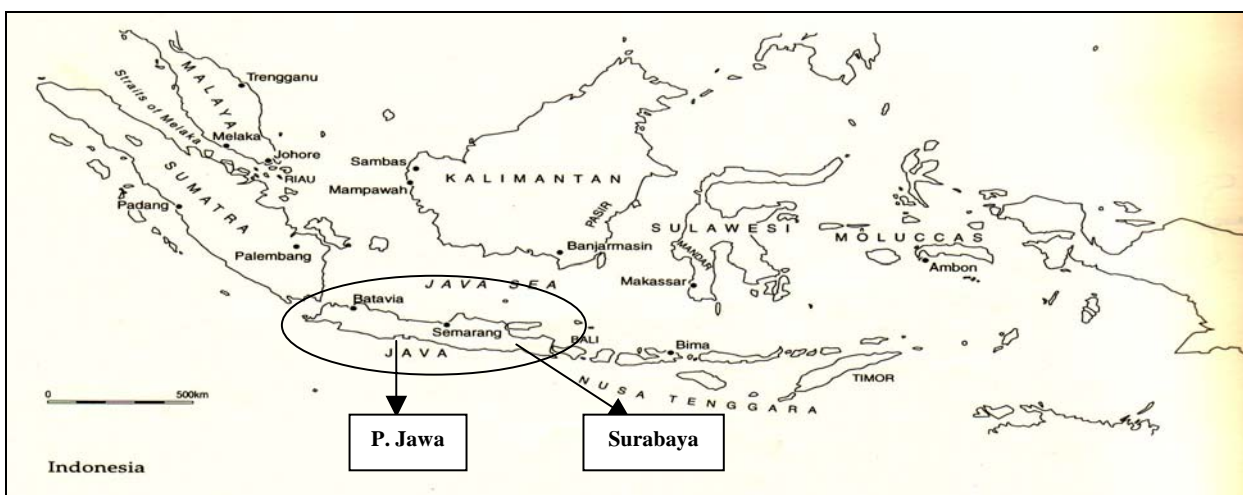 Trengganu
MALAYA
Straits of Melaka
Melaka
Johore
RIAU
SUMATRA
Padang
Palembang
Sambas
Mampawah
KALIMANTAN
PASIR
Banjarmasin
SULAWESI
MANDAR
Makassar
MOLUCCAS
Ambon
JAVA SEA
Batavia
Semarang
JAVA
BALI
Bima
NUSA TENGGARA
TIMOR
0 500km
P. Jawa
Surabaya
Indonesia